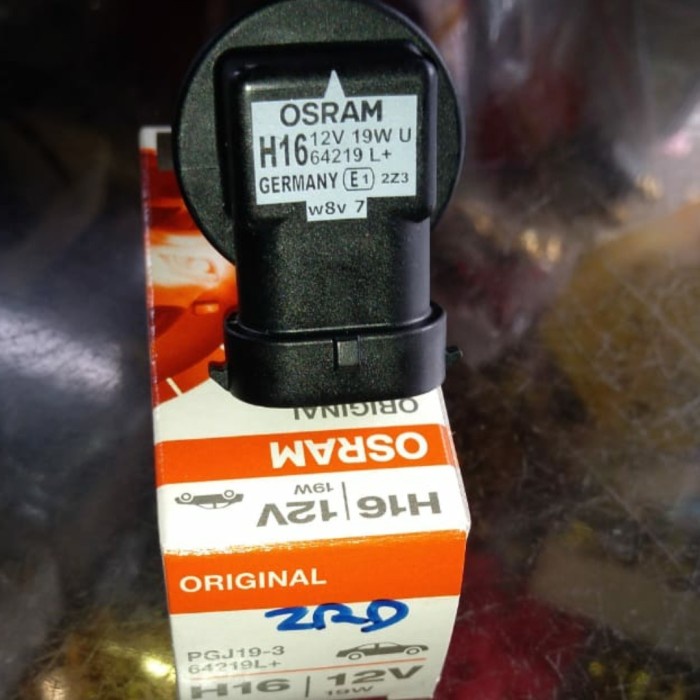 OSRAM
H16 12V 19W U
64219 L+
GERMANY E1 2Z3
w8v 7
ORIGINAL
OSRAM
H16 12V
19W
ORIGINAL
ZRD
PGJ19-3
64219L+
H16 12V
19W